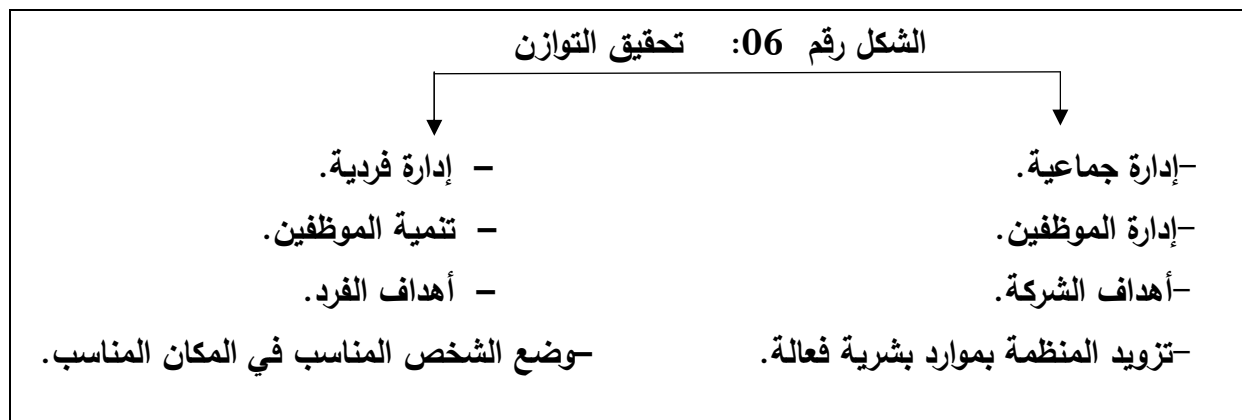 الشكل رقم 06: تحقيق التوازن
-إدارة جماعية. – إدارة فردية.
-إدارة الموظفين. – تنمية الموظفين.
-أهداف الشركة. – أهداف الفرد.
-تزويد المنظمة بموارد بشرية فعالة. –وضع الشخص المناسب في المكان المناسب.